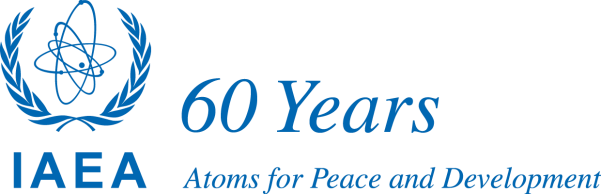 60 Years
IAEA
Atoms for Peace and Development